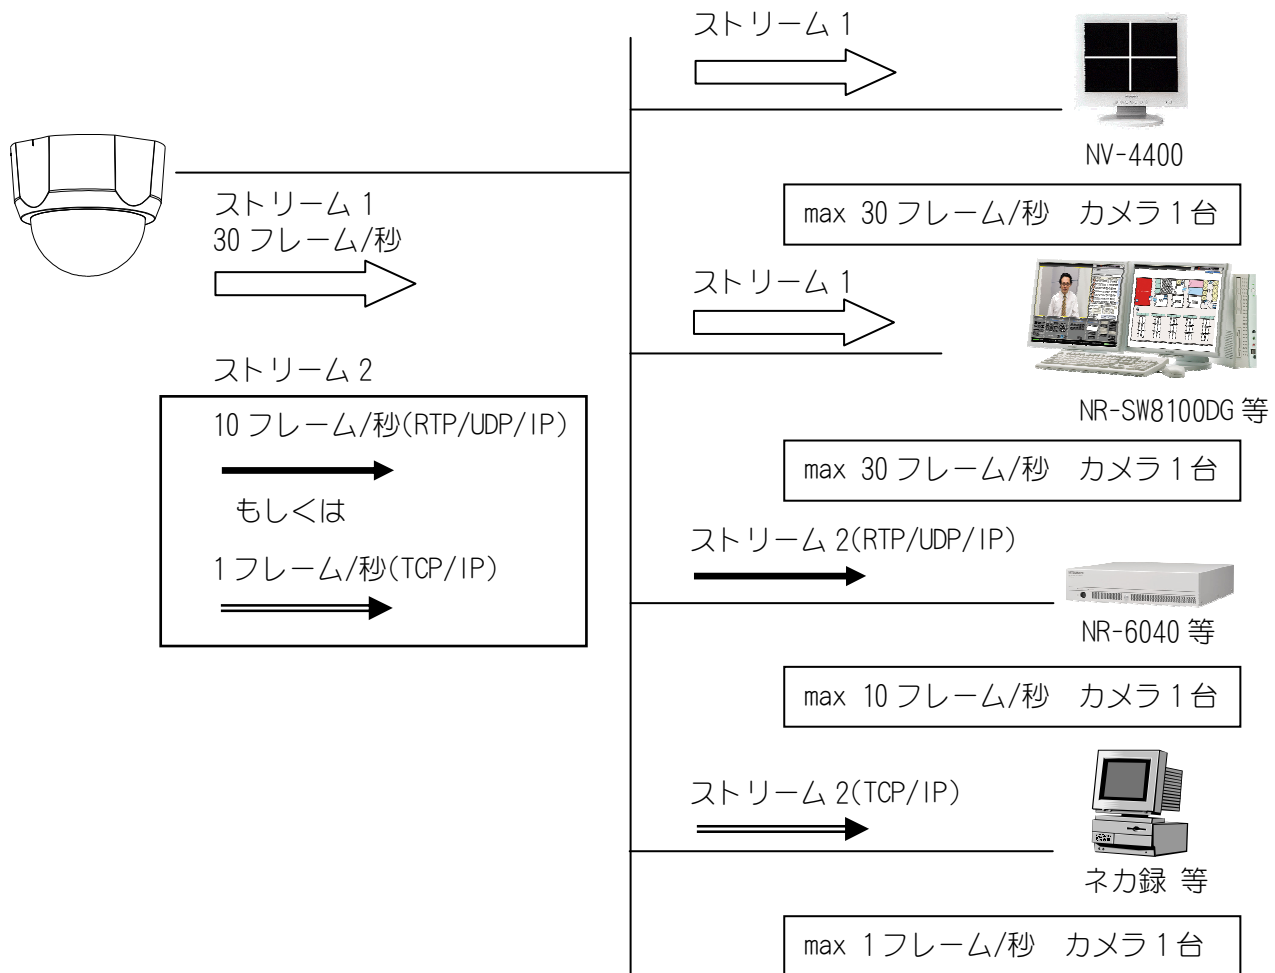 ストリーム 1
NV-4400
ストリーム 1
30 フレーム/秒
max 30 フレーム/秒　カメラ 1 台
ストリーム 1
ストリーム 2
10 フレーム/秒(RTP/UDP/IP)
もしくは
1 フレーム/秒(TCP/IP)
NR-SW8100DG 等
max 30 フレーム/秒　カメラ 1 台
ストリーム 2(RTP/UDP/IP)
NR-6040 等
max 10 フレーム/秒　カメラ 1 台
ストリーム 2(TCP/IP)
ネカ録 等
max 1 フレーム/秒　カメラ 1 台